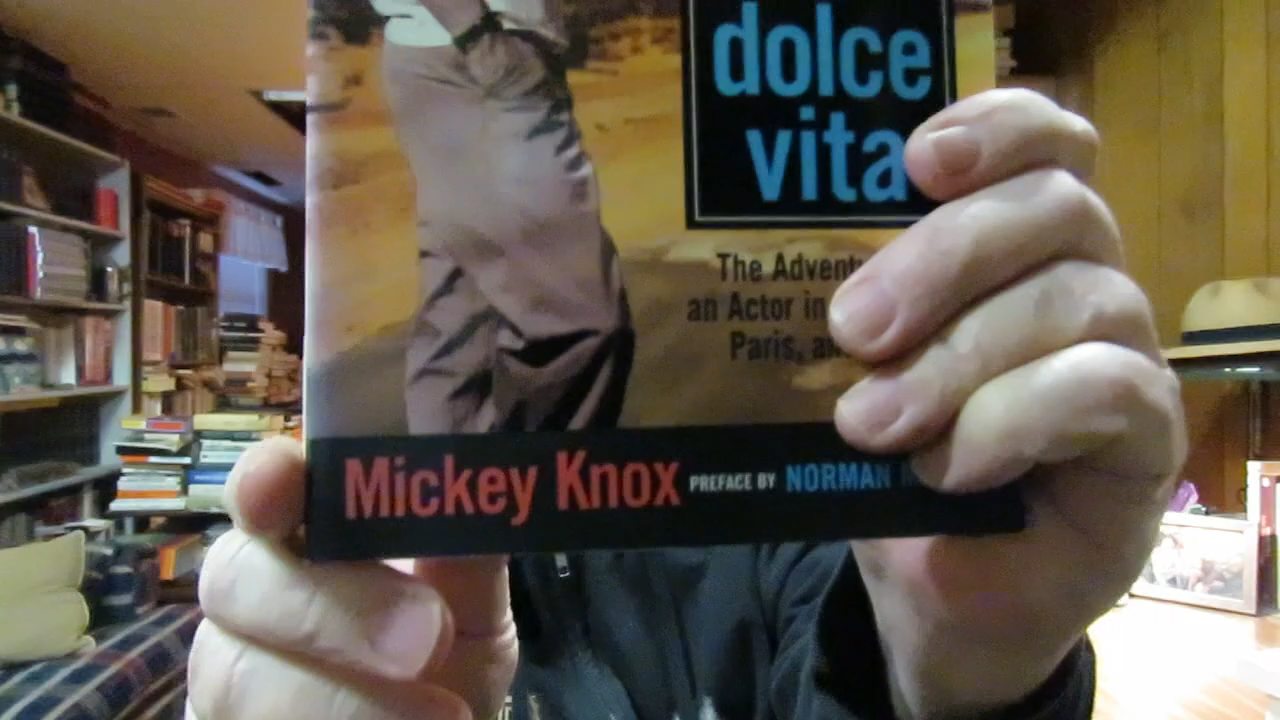 dolce
vita
The Advent
an Actor in
Paris, an
Mickey Knox PREFACE BY NORMAN M